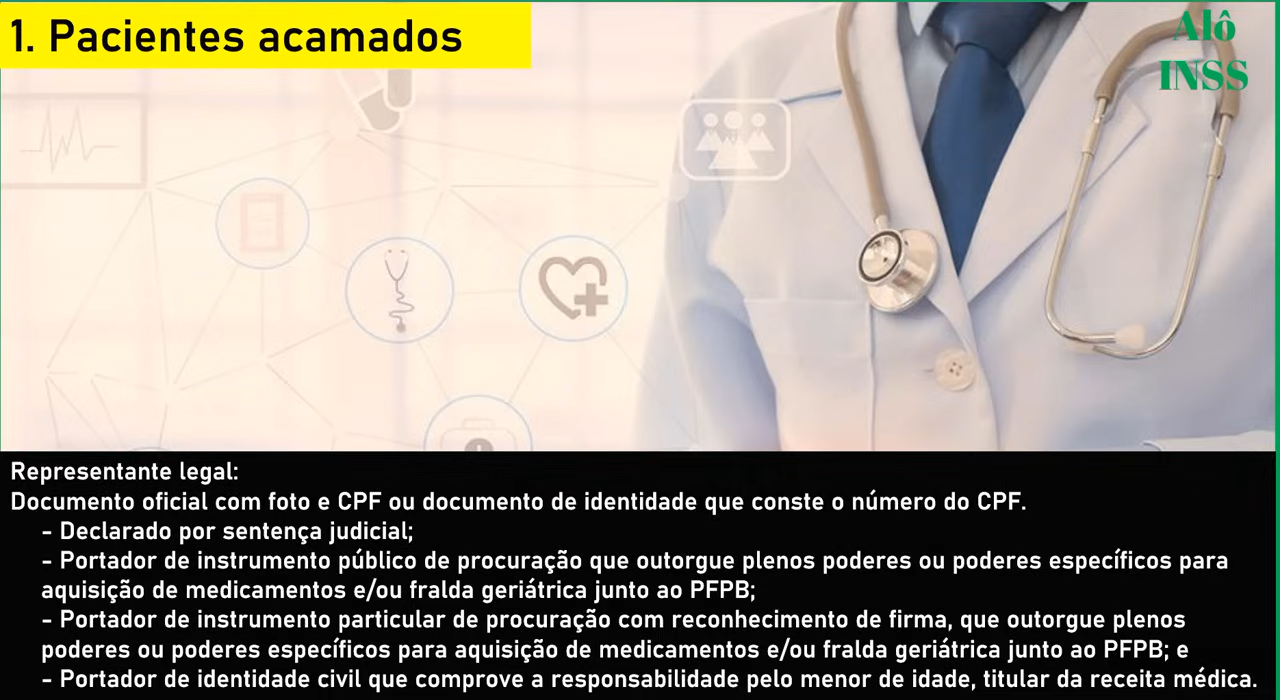 1. Pacientes acamados
Alô
INSS
Representante legal:
Documento oficial com foto e CPF ou documento de identidade que conste o número do CPF.
- Declarado por sentença judicial;
- Portador de instrumento público de procuração que outorgue plenos poderes ou poderes específicos para
aquisição de medicamentos e/ou fralda geriátrica junto ao PFPB;
- Portador de instrumento particular de procuração com reconhecimento de firma, que outorgue plenos
poderes ou poderes específicos para aquisição de medicamentos e/ou fralda geriátrica junto ao PFPB; e
- Portador de identidade civil que comprove a responsabilidade pelo menor de idade, titular da receita médica.